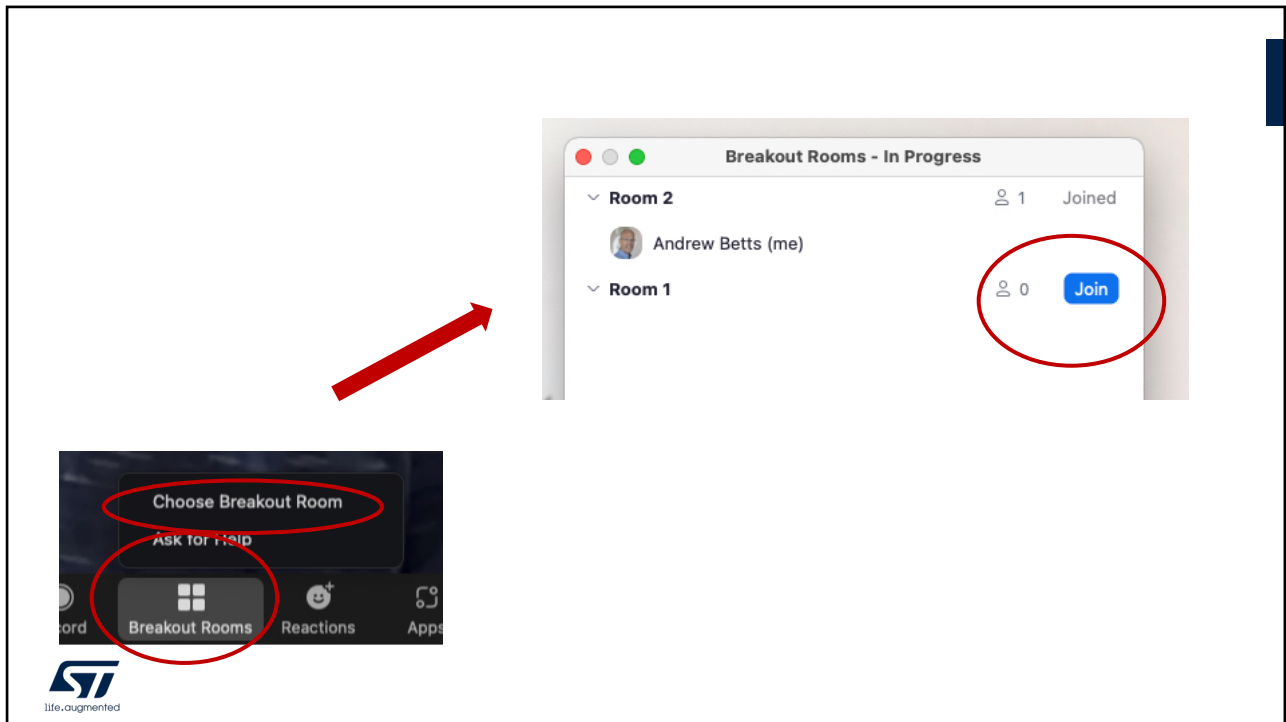 Breakout Rooms - In Progress
Room 2 1 Joined
Andrew Betts (me)
Room 1 0 Join
Choose Breakout Room
Ask for Help
cord Breakout Rooms Reactions Apps
ST
life.augmented